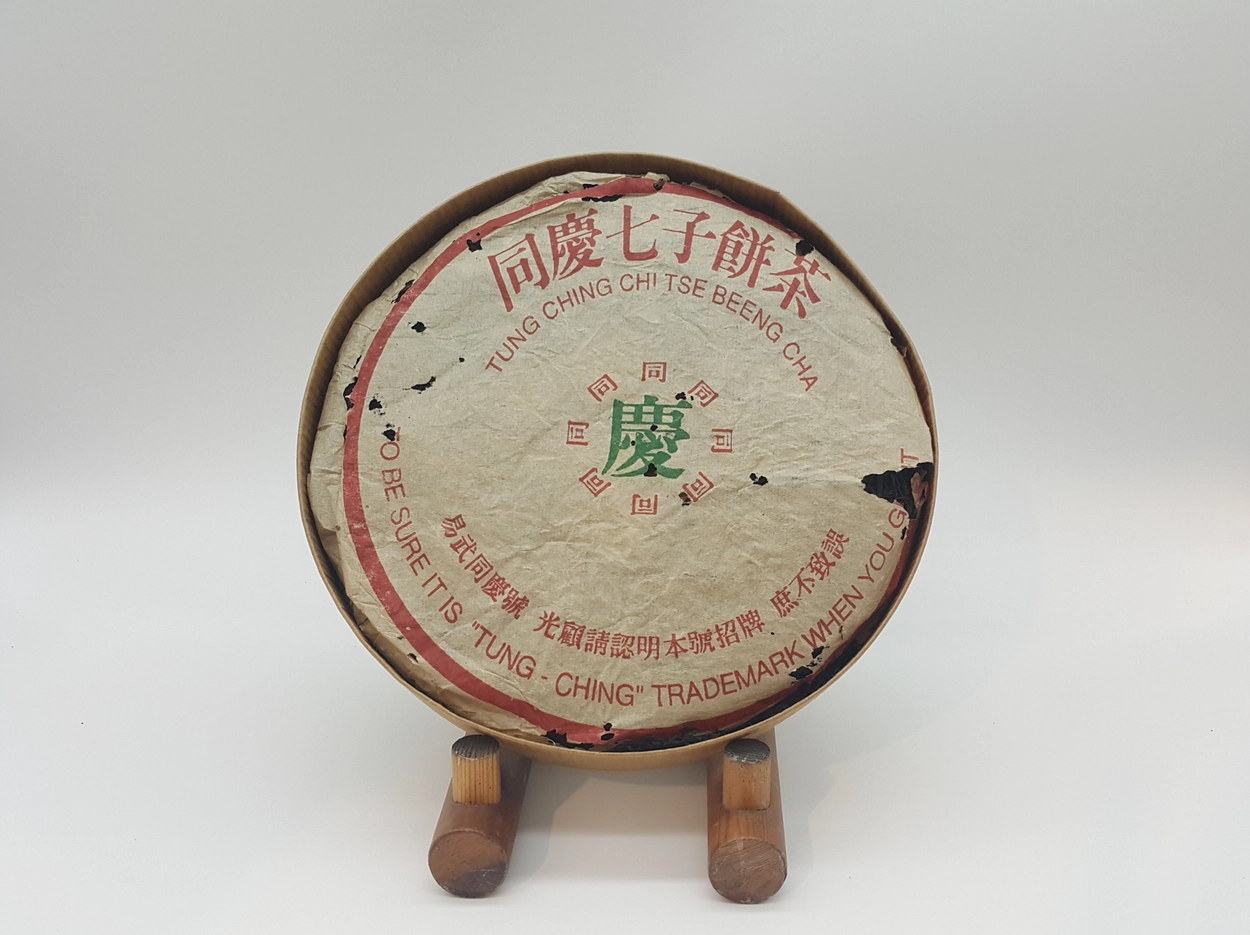 同慶七子餅茶
TUNG CHING CHI TSE BEENG CHA
同 同 同 同 同 同 同 同
慶
易武同慶號 光顧請認明本號招牌 庶不致誤
TO BE SURE IT IS "TUNG - CHING" TRADEMARK WHEN YOU